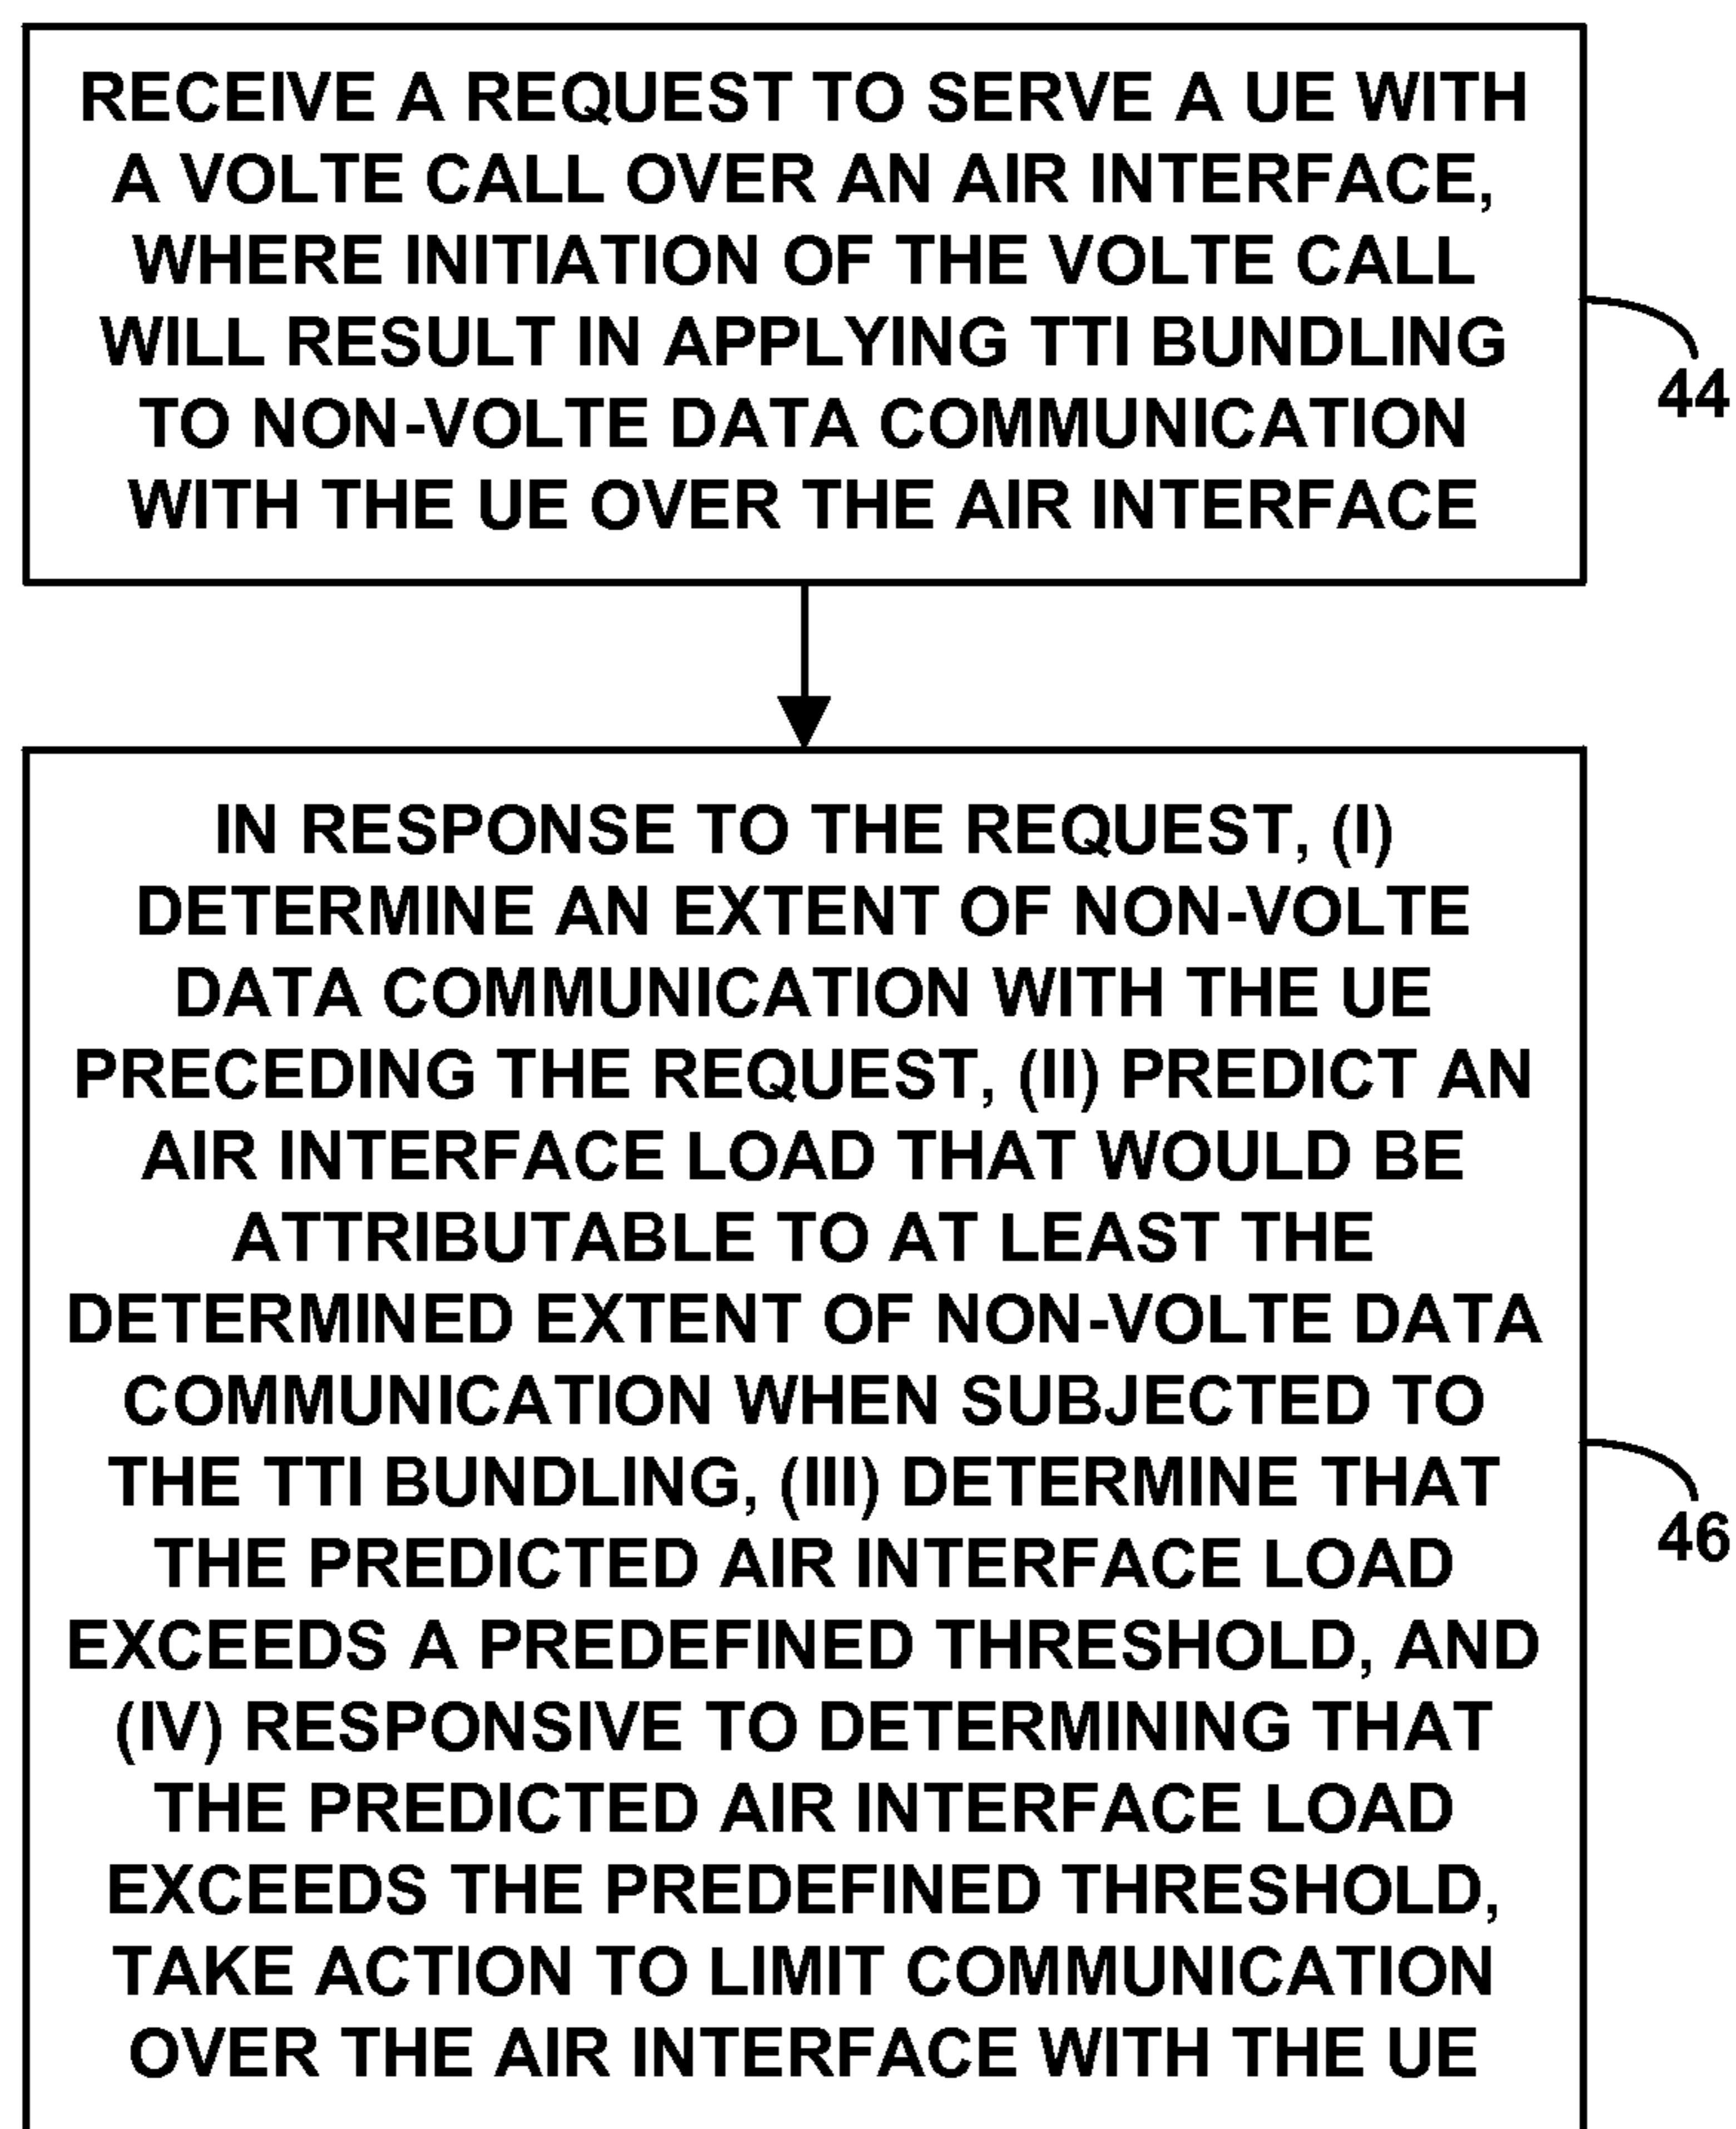 RECEIVE A REQUEST TO SERVE A UE WITH
A VOLTE CALL OVER AN AIR INTERFACE,
WHERE INITIATION OF THE VOLTE CALL
WILL RESULT IN APPLYING TTI BUNDLING
TO NON-VOLTE DATA COMMUNICATION
WITH THE UE OVER THE AIR INTERFACE
44
IN RESPONSE TO THE REQUEST, (I)
DETERMINE AN EXTENT OF NON-VOLTE
DATA COMMUNICATION WITH THE UE
PRECEDING THE REQUEST, (II) PREDICT AN
AIR INTERFACE LOAD THAT WOULD BE
ATTRIBUTABLE TO AT LEAST THE
DETERMINED EXTENT OF NON-VOLTE DATA
COMMUNICATION WHEN SUBJECTED TO
THE TTI BUNDLING, (III) DETERMINE THAT
THE PREDICTED AIR INTERFACE LOAD
EXCEEDS A PREDEFINED THRESHOLD, AND
(IV) RESPONSIVE TO DETERMINING THAT
THE PREDICTED AIR INTERFACE LOAD
EXCEEDS THE PREDEFINED THRESHOLD,
TAKE ACTION TO LIMIT COMMUNICATION
OVER THE AIR INTERFACE WITH THE UE
46